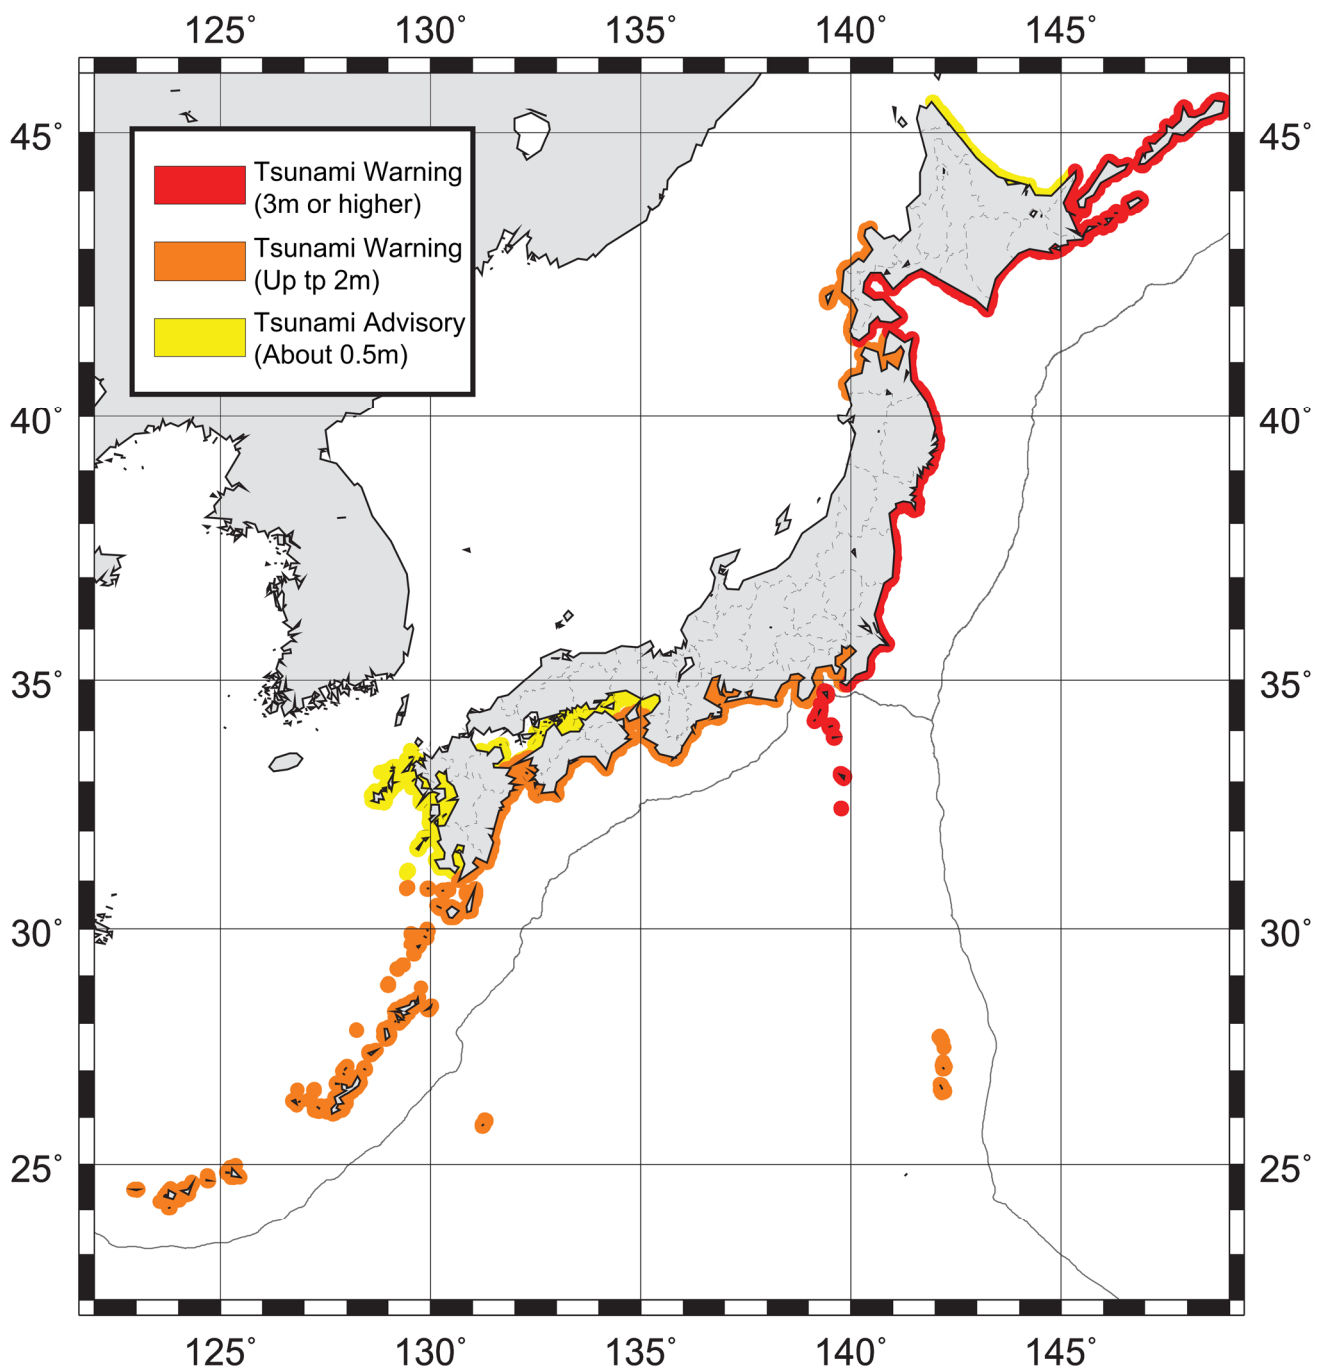 125° 130° 135° 140° 145°
45° 45°
Tsunami Warning
(3m or higher)
Tsunami Warning
(Up tp 2m)
Tsunami Advisory
(About 0.5m)
40° 40°
35° 35°
30° 30°
25° 25°
125° 130° 135° 140° 145°